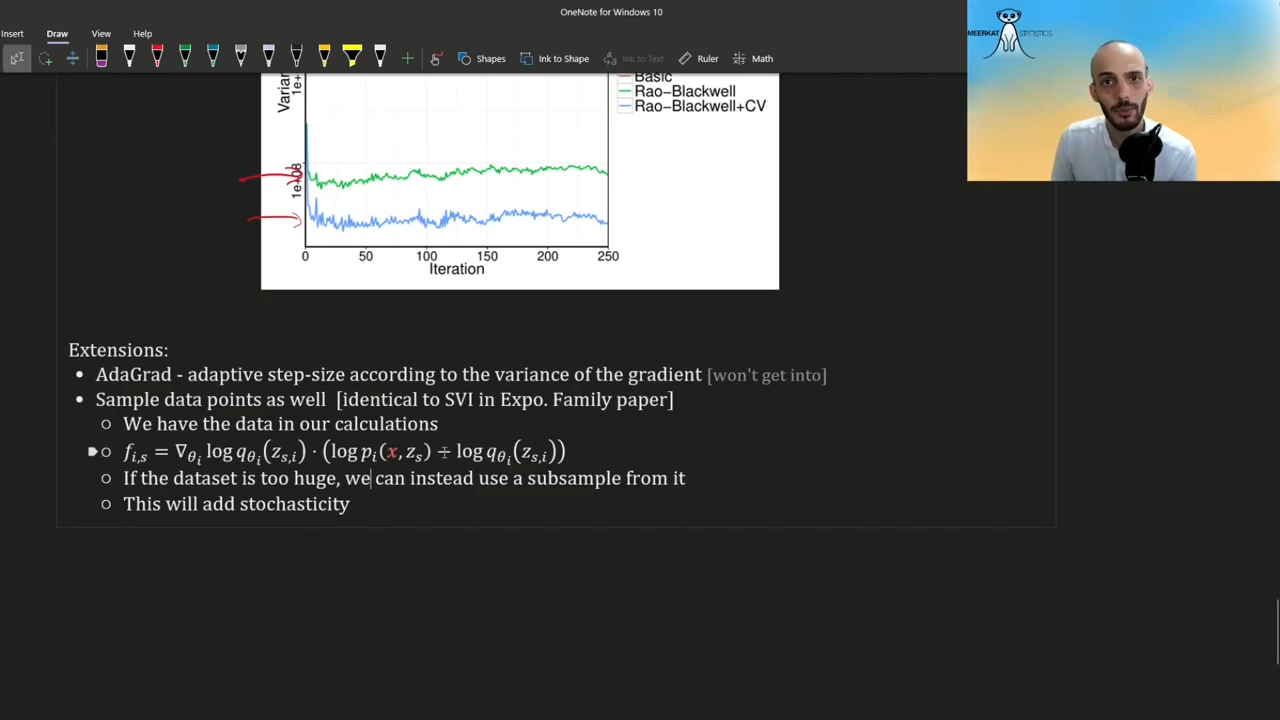 OneNote for Windows 10
Insert Draw View Help
Shapes Ink to Shape Ink to Text Ruler Math
MEERKAT STATISTICS
Basic
Rao−Blackwell
Rao−Blackwell+CV
Varian
1e+
1e+08
0 50 100 150 200 250
Iteration
Extensions:
• AdaGrad - adaptive step-size according to the variance of the gradient [won't get into]
• Sample data points as well [identical to SVI in Expo. Family paper]
○ We have the data in our calculations
○ f_{i,s} = ∇_{θ_i} log q_{θ_i}(z_{s,i}) · (log p_i(x, z_s) ÷ log q_{θ_i}(z_{s,i}))
○ If the dataset is too huge, we can instead use a subsample from it
○ This will add stochasticity